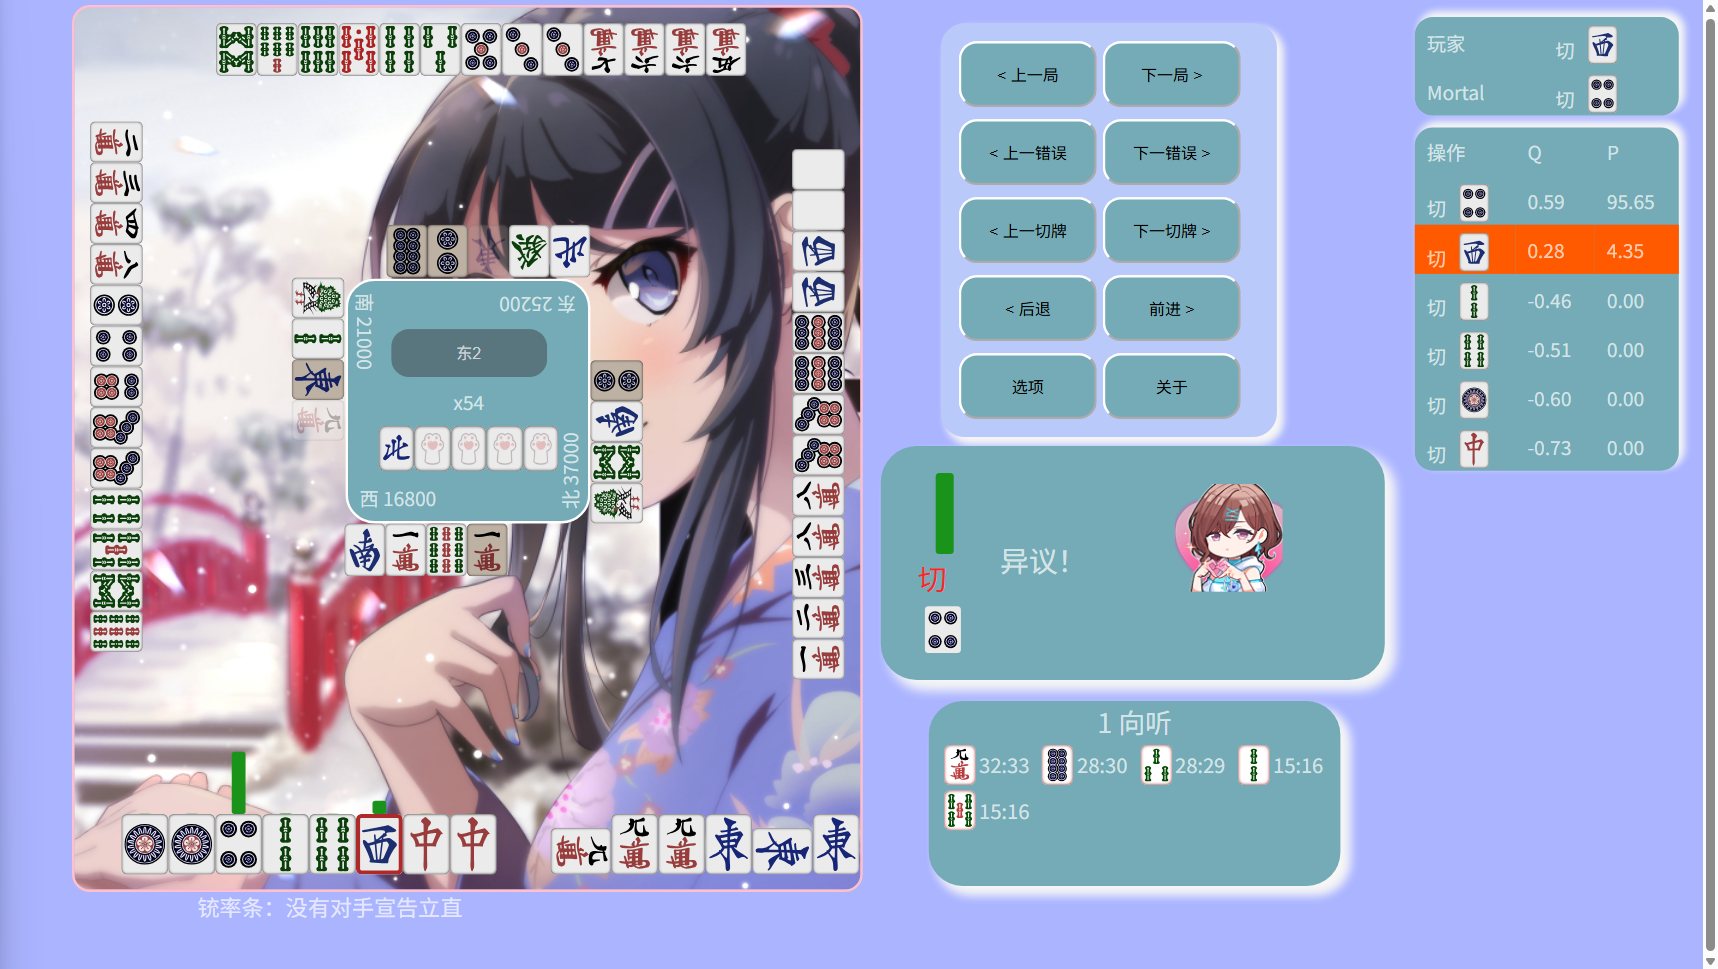 南 21000
东 25200
东2
x54
北 37000
西 16800
铳率条：没有对手宣告立直
< 上一局
下一局 >
< 上一错误
下一错误 >
< 上一切牌
下一切牌 >
< 后退
前进 >
选项
关于
切
异议！
1 向听
32:33
28:30
28:29
15:16
15:16
玩家 切
Mortal 切
操作 Q P
切 0.59 95.65
切 0.28 4.35
切 -0.46 0.00
切 -0.51 0.00
切 -0.60 0.00
切 -0.73 0.00